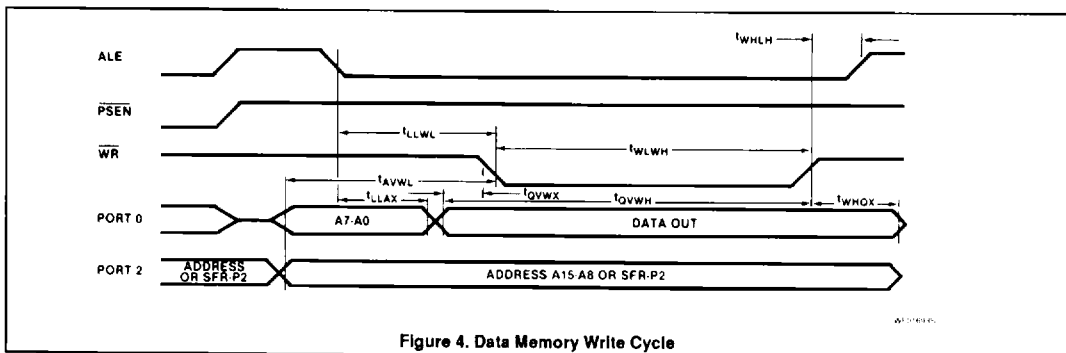 ALE
tWHLH
PSEN
tLLWL
WR
tWLWH
tAVWL
tLLAX
tQVWX
tQVWH
tWHQX
PORT 0
A7-A0
DATA OUT
PORT 2
ADDRESS
OR SFR-P2
ADDRESS A15-A8 OR SFR-P2
Figure 4. Data Memory Write Cycle